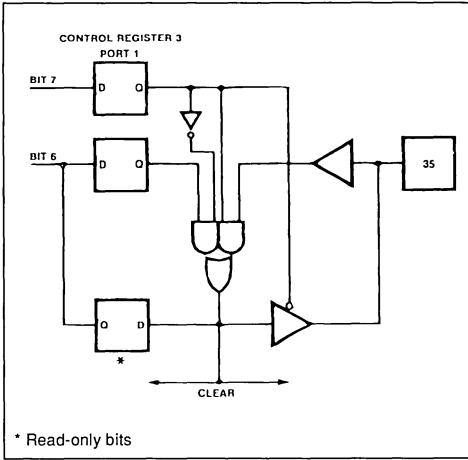 CONTROL REGISTER 3
PORT 1
BIT 7
D Q
BIT 6
D Q
35
Q D
*
CLEAR
* Read-only bits